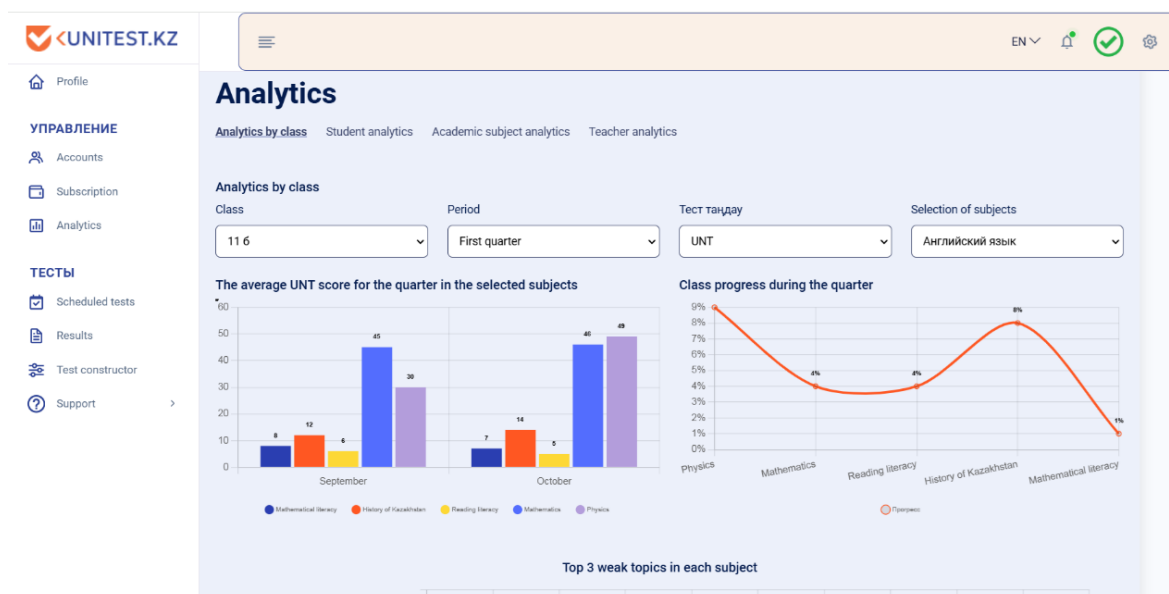 UNITEST.KZ
EN
Profile
УПРАВЛЕНИЕ
Accounts
Subscription
Analytics
ТЕСТЫ
Scheduled tests
Results
Test constructor
Support
Analytics
Analytics by class Student analytics Academic subject analytics Teacher analytics
Analytics by class
Class Period Тест таңдау Selection of subjects
11 б First quarter UNT Английский язык
The average UNT score for the quarter in the selected subjects
60
50
40
30
20
10
0
8 12 6 45 30
7 14 5 46 49
September October
Mathematical literacy History of Kazakhstan Reading literacy Mathematics Physics
Class progress during the quarter
9%
8%
7%
6%
5%
4%
3%
2%
1%
0%
4% 4% 8% 1%
Physics Mathematics Reading literacy History of Kazakhstan Mathematical literacy
Прогресс
Top 3 weak topics in each subject